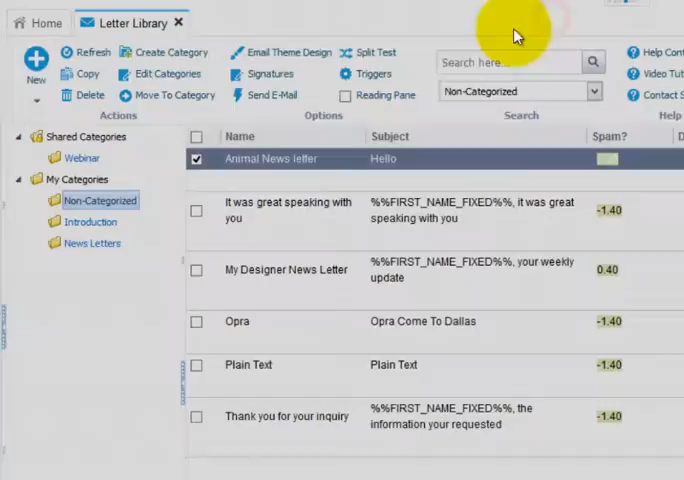 Home
Letter Library
New
Refresh
Create Category
Copy
Edit Categories
Delete
Move To Category
Actions
Email Theme Design
Split Test
Signatures
Triggers
Send E-Mail
Reading Pane
Options
Search here...
Non-Categorized
Search
Help Cont
Video Tut
Contact S
Help
Shared Categories
Webinar
My Categories
Non-Categorized
Introduction
News Letters
Name Subject Spam? D
Animal News letter Hello
It was great speaking with %%FIRST_NAME_FIXED%%, it was great
you speaking with you -1.40
My Designer News Letter %%FIRST_NAME_FIXED%%, your weekly
update 0.40
Opra Opra Come To Dallas -1.40
Plain Text Plain Text -1.40
Thank you for your inquiry %%FIRST_NAME_FIXED%%, the
information your requested -1.40